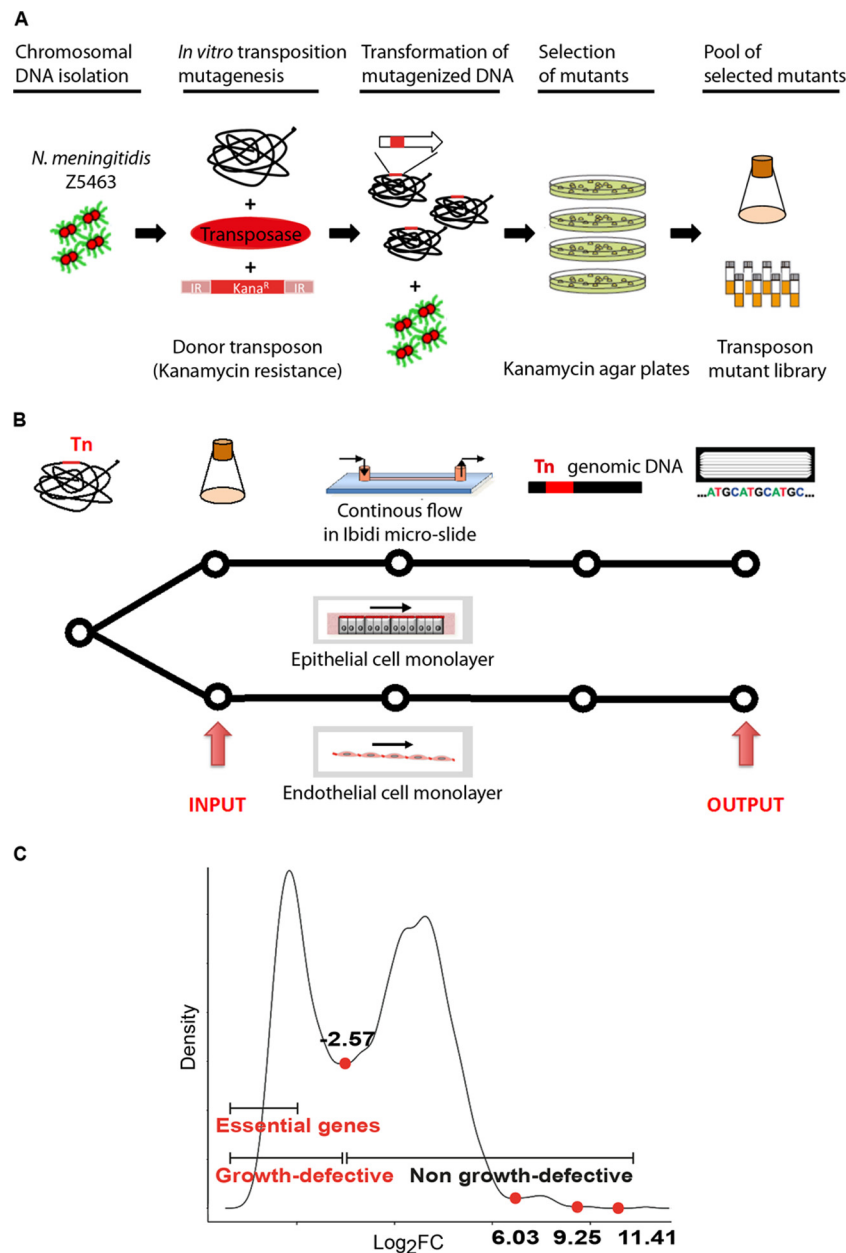 A
Chromosomal
DNA isolation
In vitro transposition
mutagenesis
Transformation of
mutagenized DNA
Selection
of mutants
Pool of
selected mutants
N. meningitidis
Z5463
+
Transposase
+
IR
Kanaᴿ
IR
Donor transposon
(Kanamycin resistance)
+
Kanamycin agar plates
Transposon
mutant library
B
Tn
Continous flow
in Ibidi micro-slide
Tn genomic DNA
...ATGCATGCATGC...
Epithelial cell monolayer
Endothelial cell monolayer
INPUT
OUTPUT
C
Density
-2.57
Essential genes
Growth-defective
Non growth-defective
6.03
9.25
11.41
Log₂FC